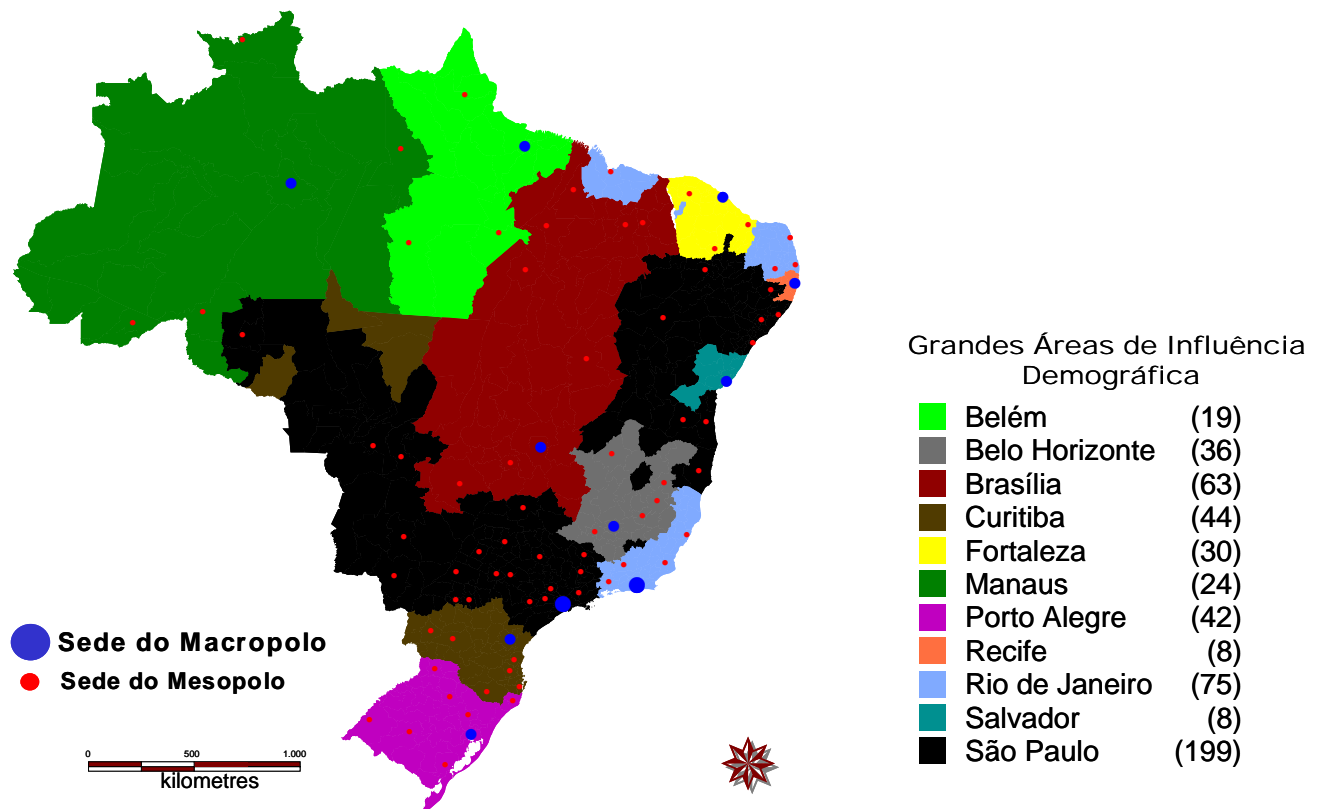 Grandes Áreas de Influência
Demográfica
Belém (19)
Belo Horizonte (36)
Brasília (63)
Curitiba (44)
Fortaleza (30)
Manaus (24)
Porto Alegre (42)
Recife (8)
Rio de Janeiro (75)
Salvador (8)
São Paulo (199)
Sede do Macropolo
Sede do Mesopolo
0 500 1.000
kilometres